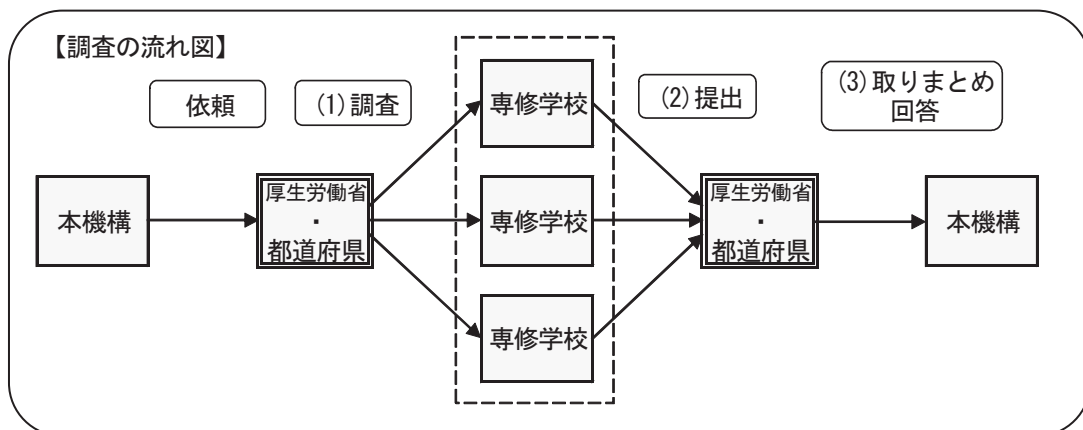 【調査の流れ図】
依頼
(1)調査
(2)提出
(3)取りまとめ
回答
本機構
厚生労働省
・
都道府県
専修学校
専修学校
専修学校
厚生労働省
・
都道府県
本機構